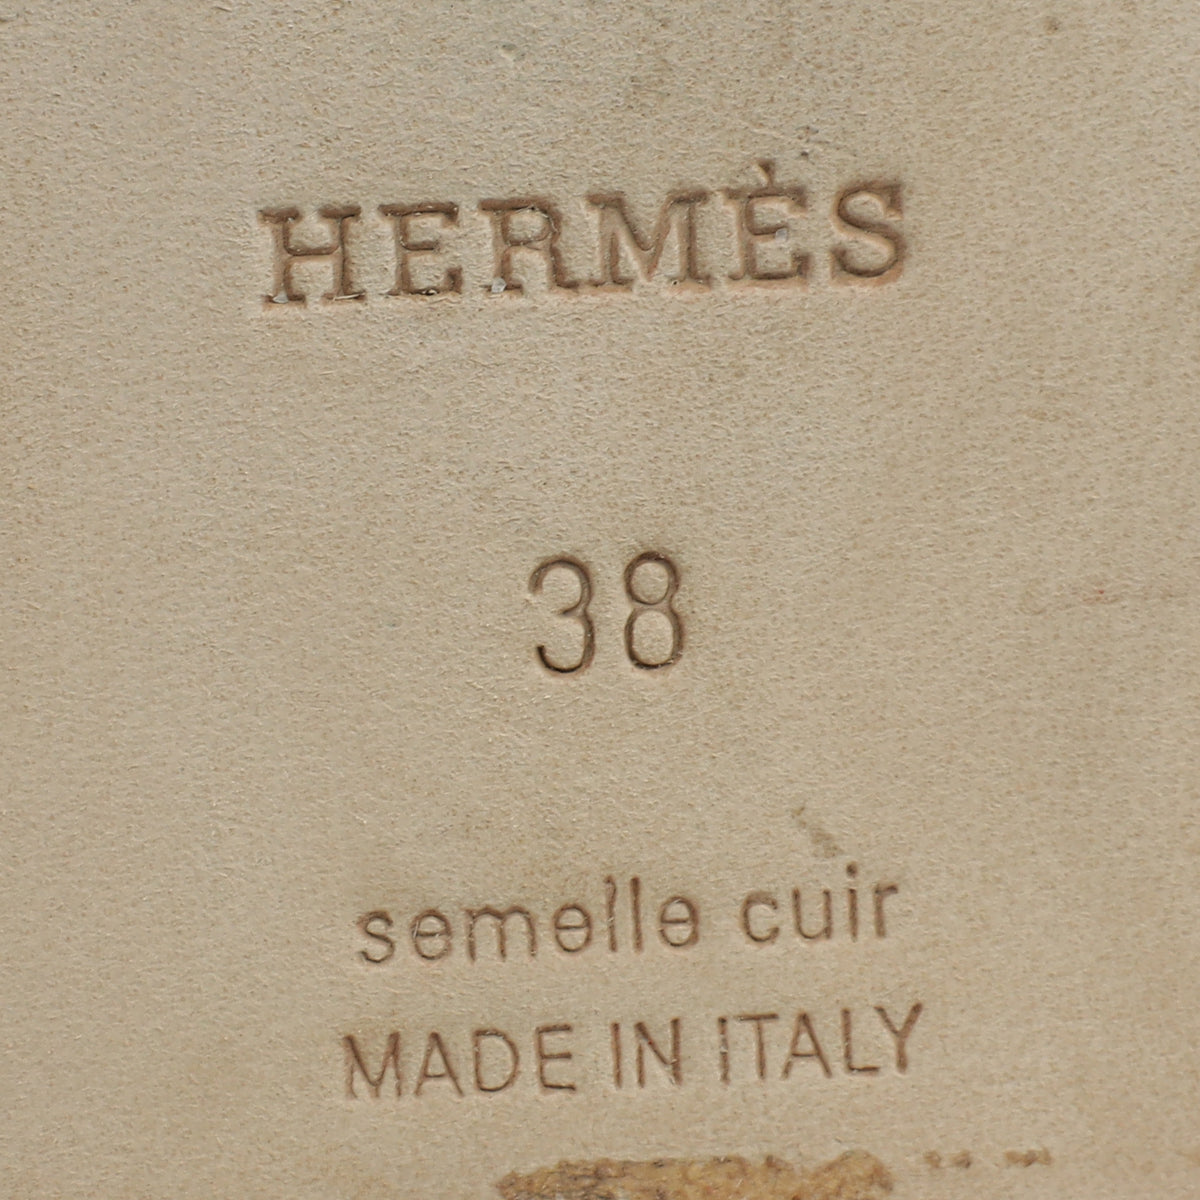 HERMÈS
38
semelle cuir
MADE IN ITALY